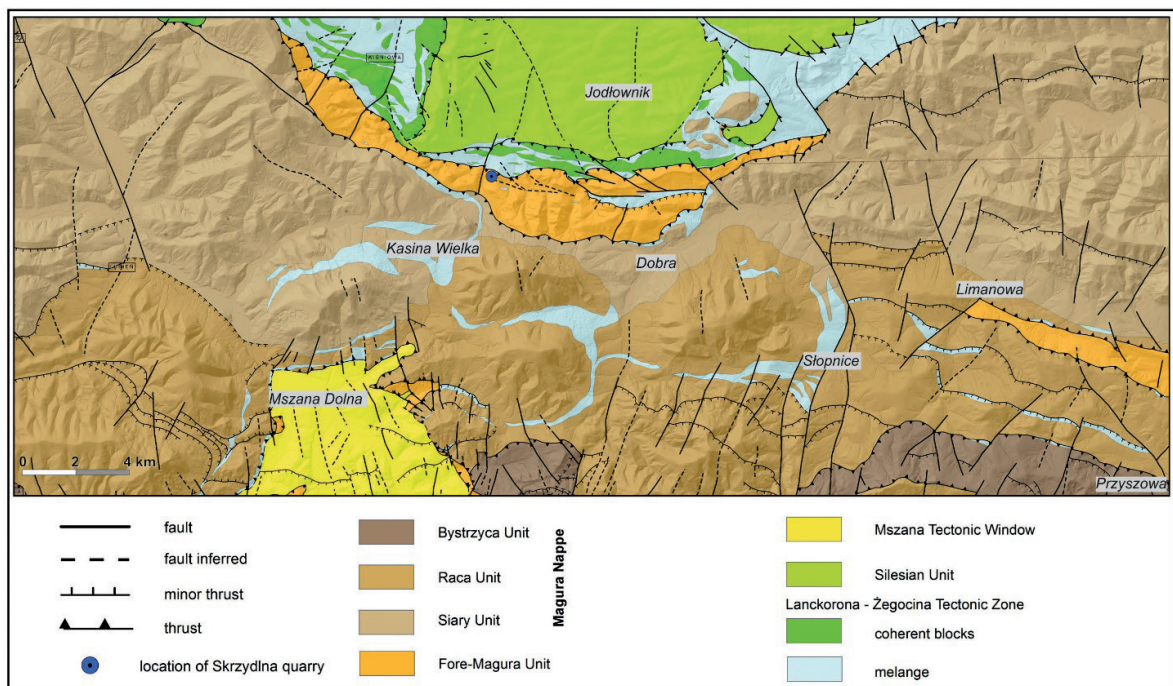 WIŚNIOWA
Jodłownik
Kasina Wielka
Dobra
Limanowa
Słopnice
Mszana Dolna
0 2 4 km
Przyszowa
fault
fault inferred
minor thrust
thrust
location of Skrzydlna quarry
Bystrzyca Unit
Raca Unit
Siary Unit
Fore-Magura Unit
Magura Nappe
Mszana Tectonic Window
Silesian Unit
Lanckorona - Żegocina Tectonic Zone
coherent blocks
melange